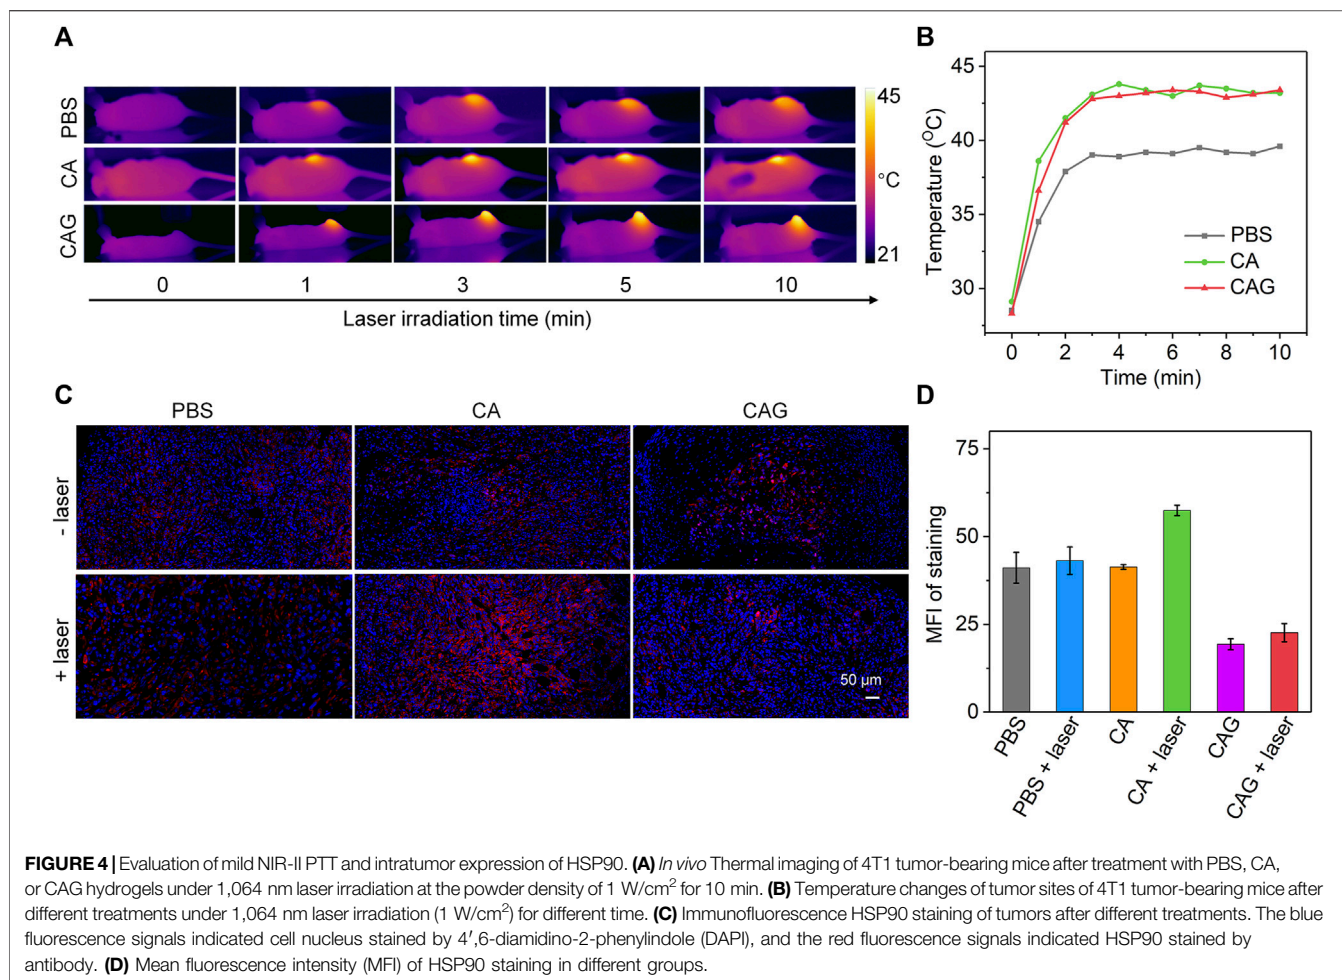 A
PBS
CA
CAG
45
°C
21
0 1 3 5 10
Laser irradiation time (min)
B
Temperature (°C)
45
40
35
30
PBS
CA
CAG
0 2 4 6 8 10
Time (min)
C
PBS CA CAG
- laser
+ laser
50 µm
D
MFI of staining
75
50
25
0
PBS
PBS + laser
CA
CA + laser
CAG
CAG + laser
FIGURE 4 | Evaluation of mild NIR-II PTT and intratumor expression of HSP90. (A) In vivo Thermal imaging of 4T1 tumor-bearing mice after treatment with PBS, CA,
or CAG hydrogels under 1,064 nm laser irradiation at the powder density of 1 W/cm² for 10 min. (B) Temperature changes of tumor sites of 4T1 tumor-bearing mice after
different treatments under 1,064 nm laser irradiation (1 W/cm²) for different time. (C) Immunofluorescence HSP90 staining of tumors after different treatments. The blue
fluorescence signals indicated cell nucleus stained by 4′,6-diamidino-2-phenylindole (DAPI), and the red fluorescence signals indicated HSP90 stained by
antibody. (D) Mean fluorescence intensity (MFI) of HSP90 staining in different groups.